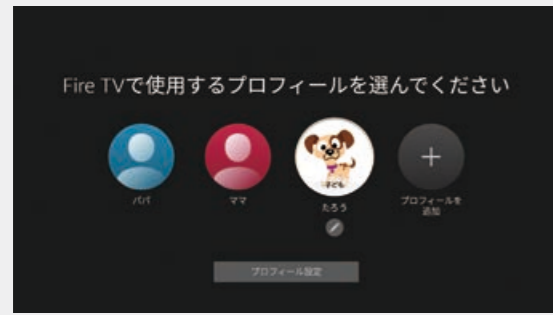 Fire TVで使用するプロフィールを選んでください
パパ
ママ
子ども
たろう
プロフィールを
追加
プロフィール設定